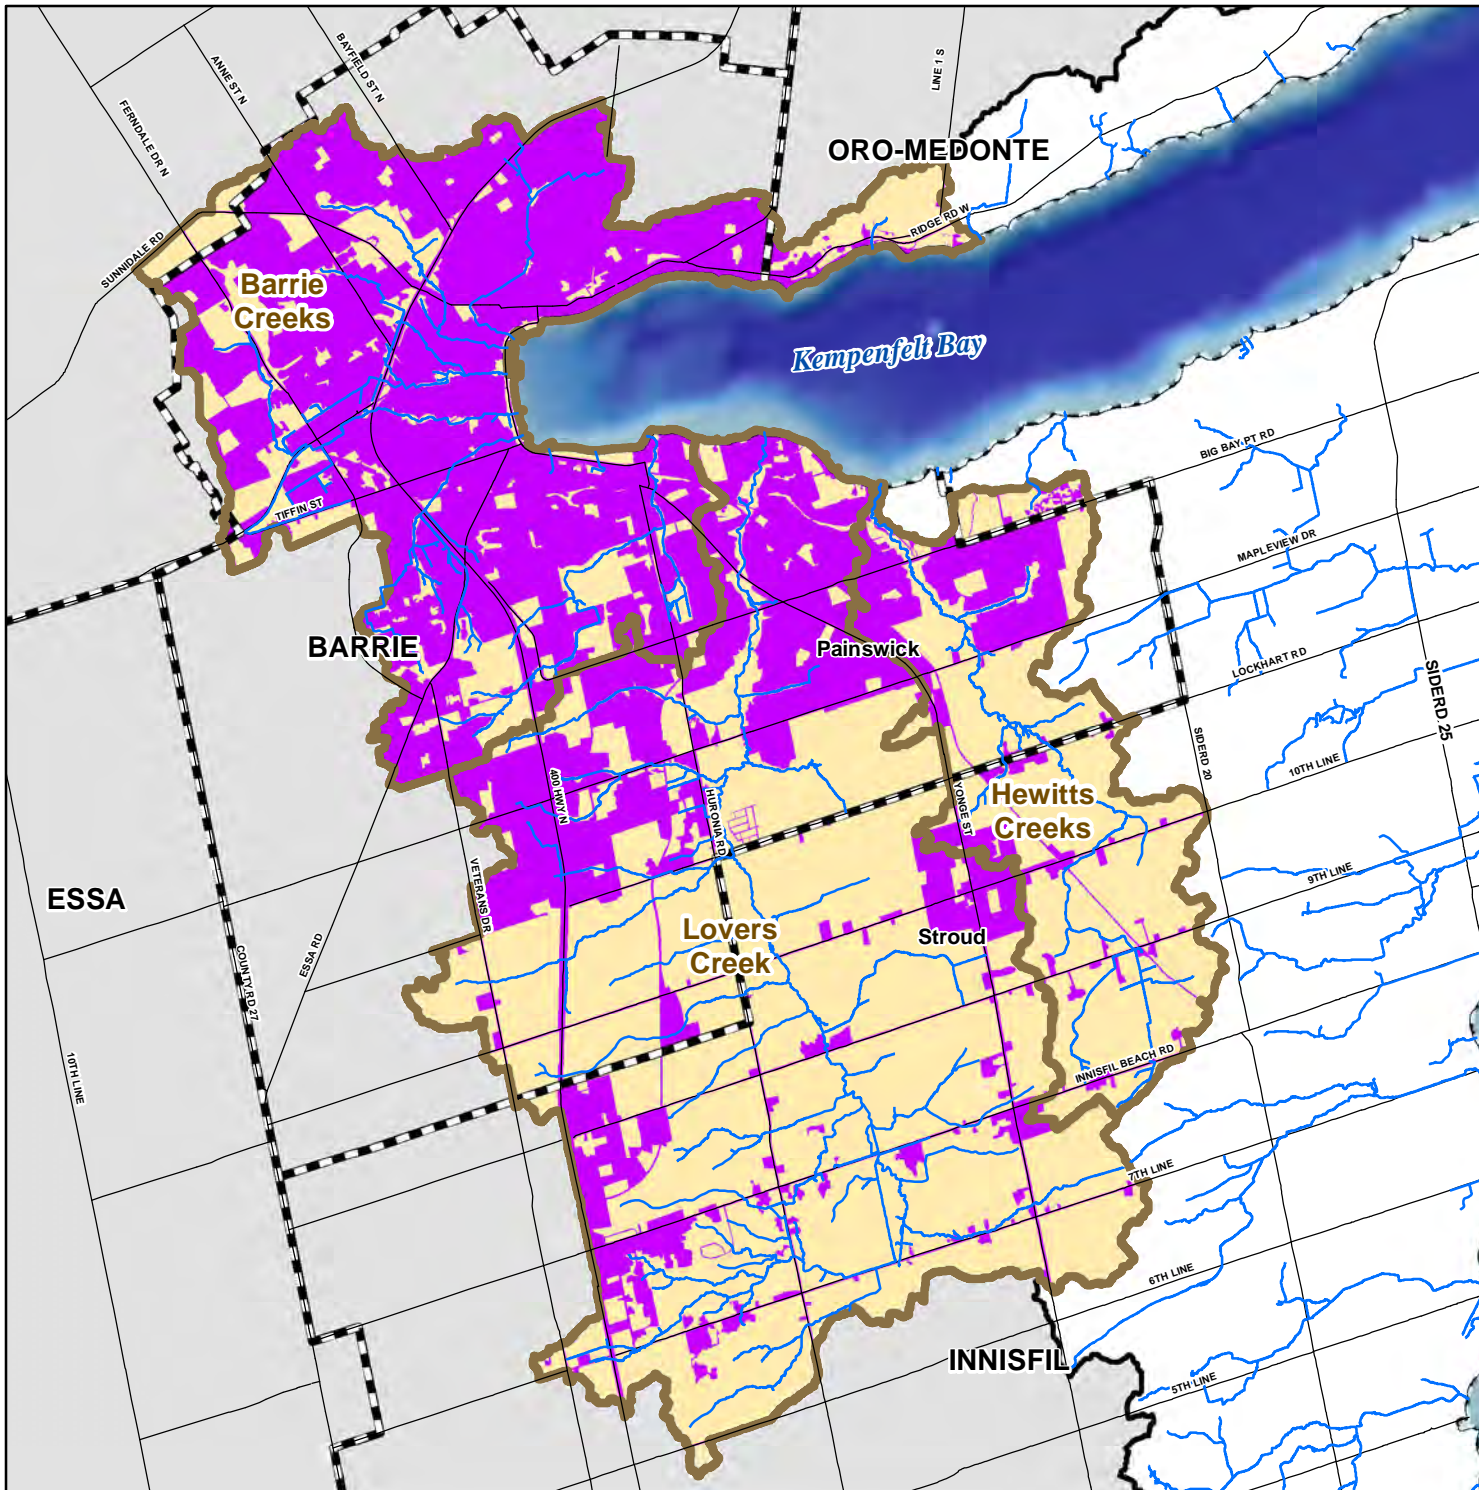 BAYFIELD ST N
ANNE ST N
FERNDALE DR N
LINE 1 S
ORO-MEDONTE
RIDGE RD W
SUNNIDALE RD
Barrie
Creeks
Kempenfelt Bay
BIG BAY PT RD
TIFFIN ST
MAPLEVIEW DR
BARRIE
Painswick
LOCKHART RD
SIDERD 25
SIDERD 20
10TH LINE
400 HWY N
HURONIA RD
YONGE ST
Hewitts
Creeks
VETERANS DR
9TH LINE
ESSA
Lovers
Creek
Stroud
ESSA RD
COUNTY RD 27
10TH LINE
INNISFIL BEACH RD
7TH LINE
6TH LINE
INNISFIL
5TH LINE